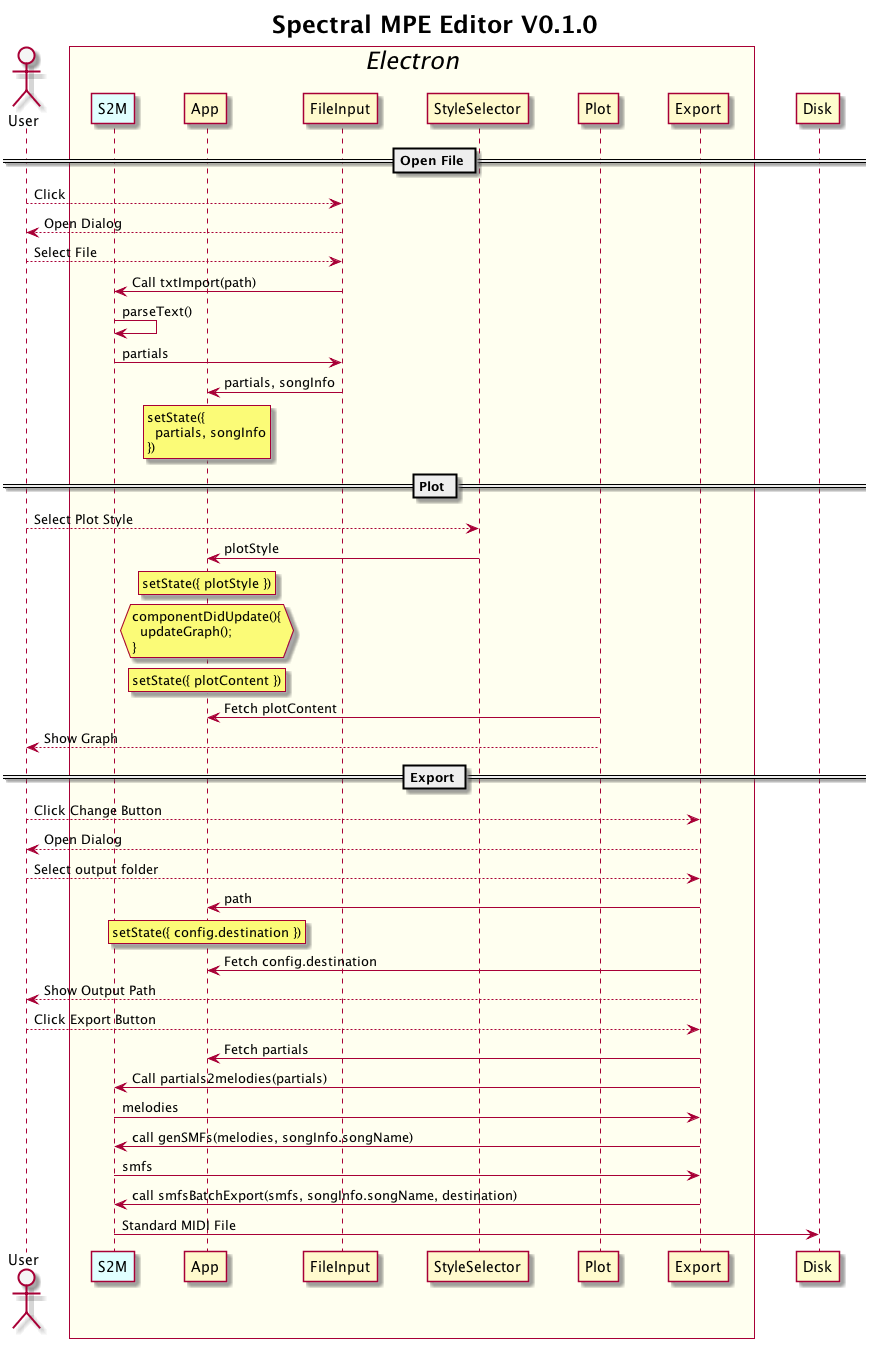 Spectral MPE Editor V0.1.0
Electron
User
S2M
App
FileInput
StyleSelector
Plot
Export
Disk
Open File
Click
Open Dialog
Select File
Call txtImport(path)
parseText()
partials
partials, songInfo
setState({
partials, songInfo
})
Plot
Select Plot Style
plotStyle
setState({ plotStyle })
componentDidUpdate(){
updateGraph();
}
setState({ plotContent })
Fetch plotContent
Show Graph
Export
Click Change Button
Open Dialog
Select output folder
path
setState({ config.destination })
Fetch config.destination
Show Output Path
Click Export Button
Fetch partials
Call partials2melodies(partials)
melodies
call genSMFs(melodies, songInfo.songName)
smfs
call smfsBatchExport(smfs, songInfo.songName, destination)
Standard MIDI File
User
S2M
App
FileInput
StyleSelector
Plot
Export
Disk